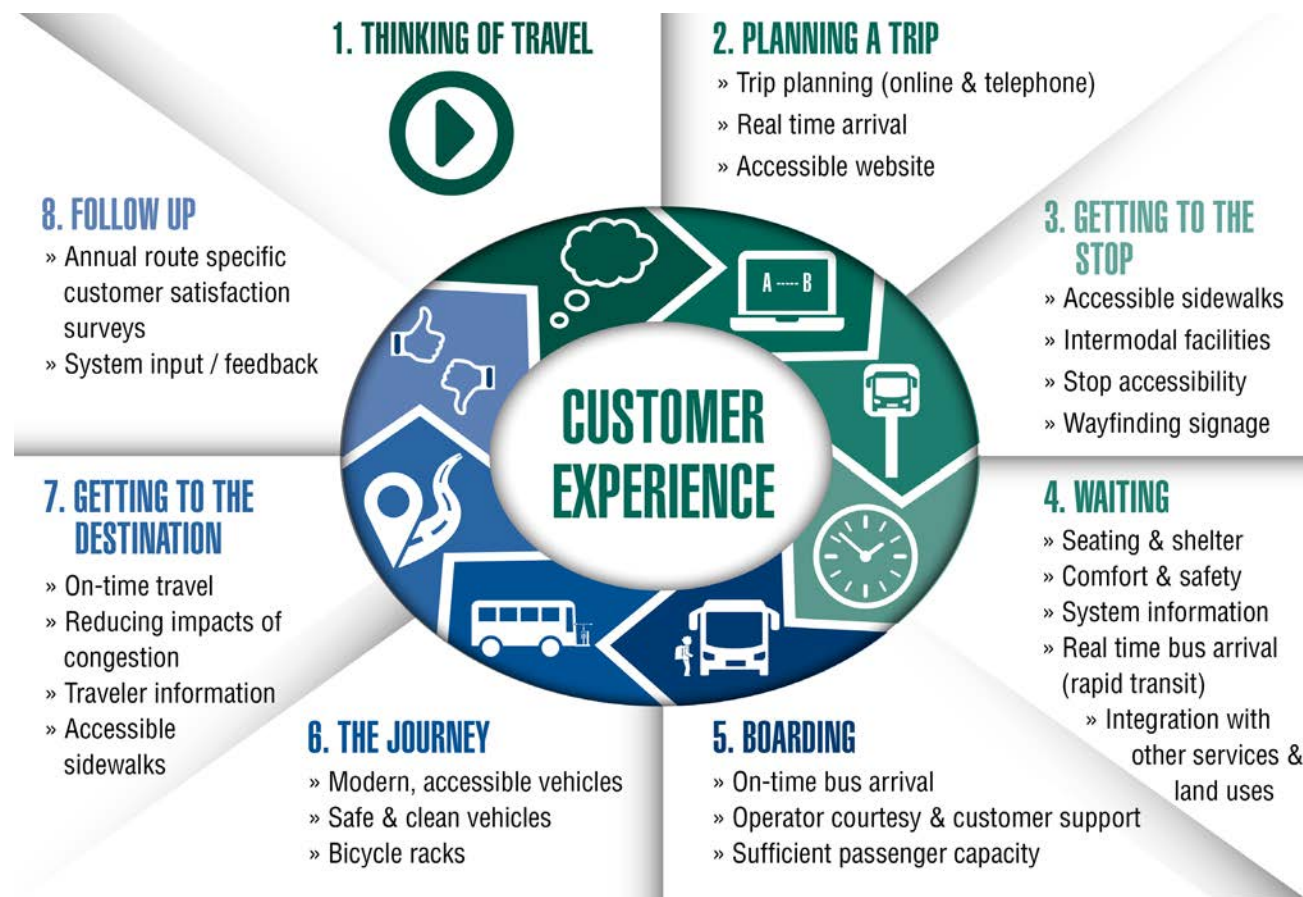 1. THINKING OF TRAVEL
2. PLANNING A TRIP
» Trip planning (online & telephone)
» Real time arrival
» Accessible website
3. GETTING TO THE
STOP
» Accessible sidewalks
» Intermodal facilities
» Stop accessibility
» Wayfinding signage
4. WAITING
» Seating & shelter
» Comfort & safety
» System information
» Real time bus arrival
(rapid transit)
» Integration with
other services &
land uses
5. BOARDING
» On-time bus arrival
» Operator courtesy & customer support
» Sufficient passenger capacity
6. THE JOURNEY
» Modern, accessible vehicles
» Safe & clean vehicles
» Bicycle racks
7. GETTING TO THE
DESTINATION
» On-time travel
» Reducing impacts of
congestion
» Traveler information
» Accessible
sidewalks
8. FOLLOW UP
» Annual route specific
customer satisfaction
surveys
» System input / feedback
A ----- B
CUSTOMER
EXPERIENCE